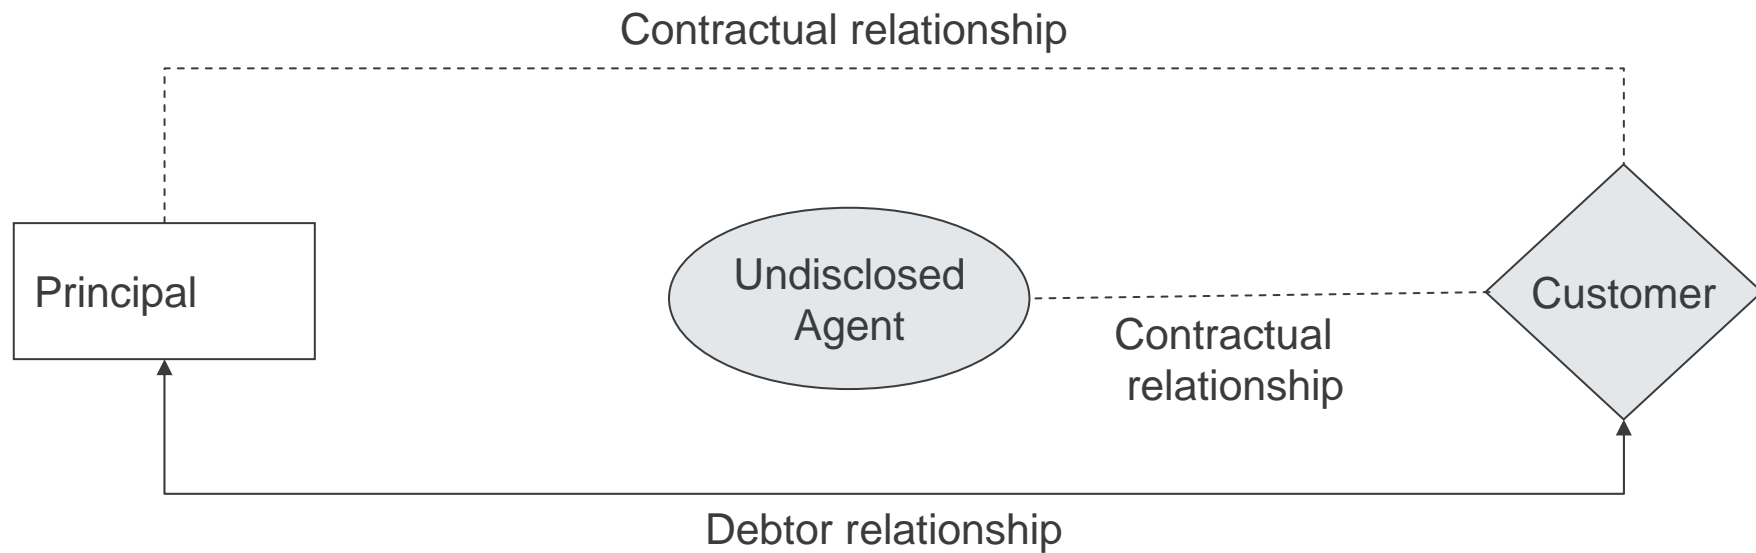 Contractual relationship
Principal
Undisclosed
Agent
Customer
Contractual
relationship
Debtor relationship